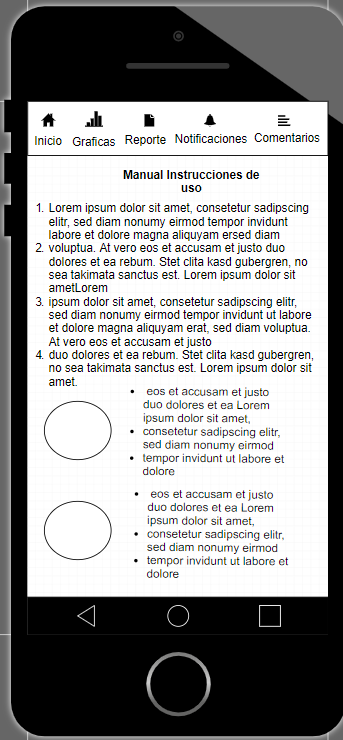 Inicio Graficas Reporte Notificaciones Comentarios
Manual Instrucciones de
uso
1. Lorem ipsum dolor sit amet, consetetur sadipscing
elitr, sed diam nonumy eirmod tempor invidunt
labore et dolore magna aliquyam ersed diam
2. voluptua. At vero eos et accusam et justo duo
dolores et ea rebum. Stet clita kasd gubergren, no
sea takimata sanctus est. Lorem ipsum dolor sit
ametLorem
3. ipsum dolor sit amet, consetetur sadipscing elitr,
sed diam nonumy eirmod tempor invidunt ut labore
et dolore magna aliquyam erat, sed diam voluptua.
At vero eos et accusam et justo
4. duo dolores et ea rebum. Stet clita kasd gubergren,
no sea takimata sanctus est. Lorem ipsum dolor sit
amet.
• eos et accusam et justo
duo dolores et ea Lorem
ipsum dolor sit amet,
• consetetur sadipscing elitr,
sed diam nonumy eirmod
• tempor invidunt ut labore et
dolore
• eos et accusam et justo
duo dolores et ea Lorem
ipsum dolor sit amet,
• consetetur sadipscing elitr,
sed diam nonumy eirmod
• tempor invidunt ut labore et
dolore